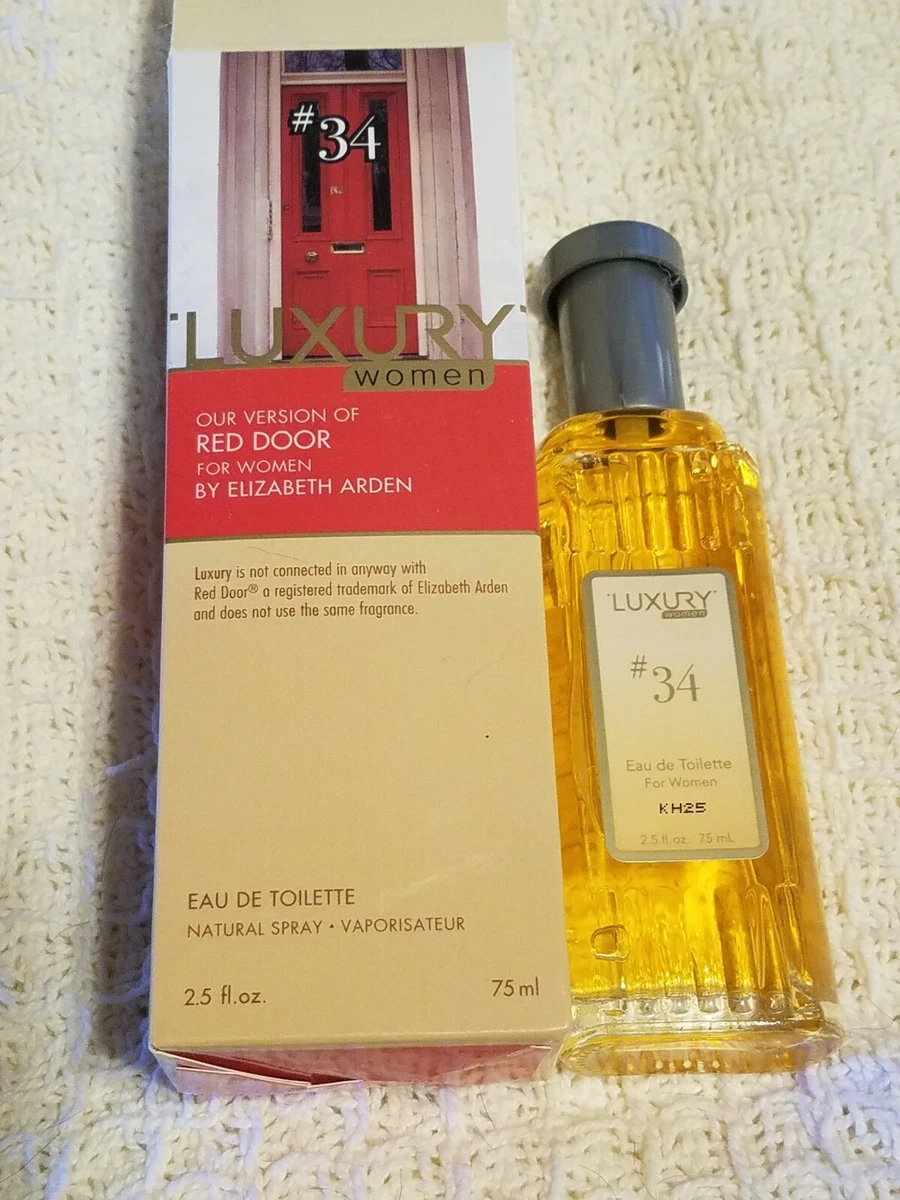 #34
"LUXURY"
women
OUR VERSION OF
RED DOOR
FOR WOMEN
BY ELIZABETH ARDEN
Luxury is not connected in anyway with
Red Door® a registered trademark of Elizabeth Arden
and does not use the same fragrance.
EAU DE TOILETTE
NATURAL SPRAY • VAPORISATEUR
2.5 fl.oz. 75 ml
"LUXURY"
women
#34
Eau de Toilette
For Women
KH25
2.5 fl.oz. 75 mL